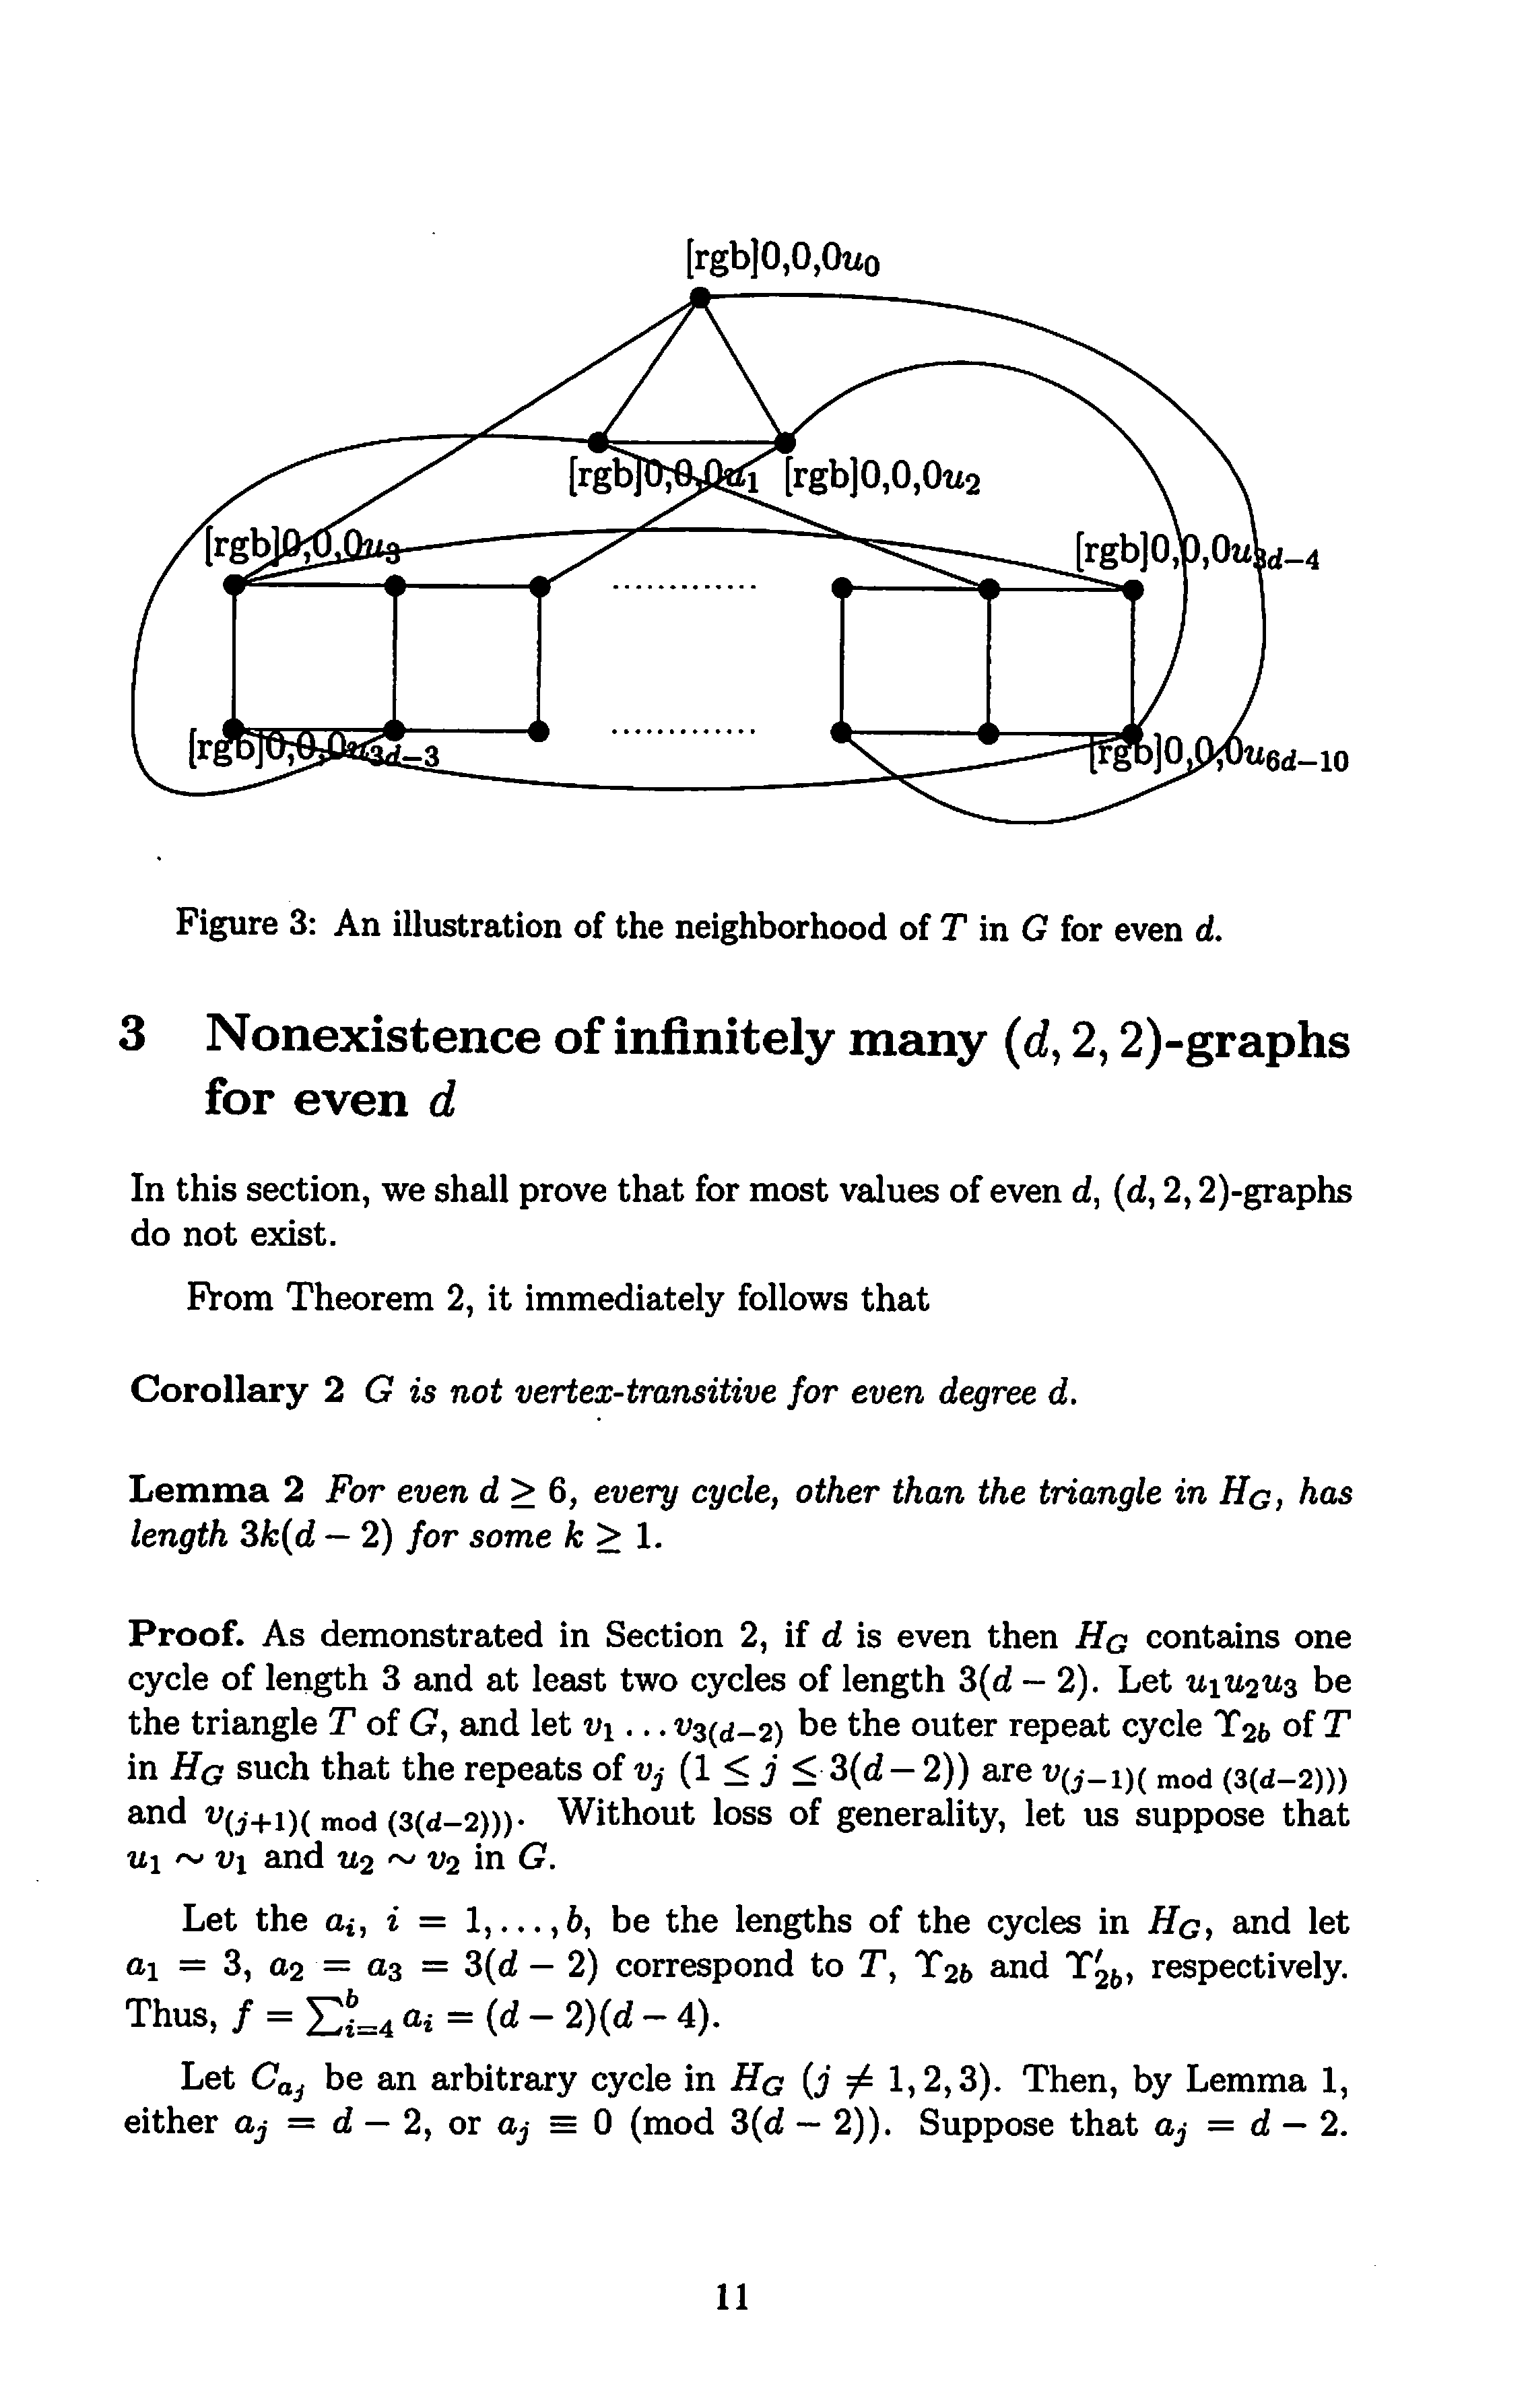 [rgb]0,0,0u₀
[rgb]0,0,0u₁ [rgb]0,0,0u₂
[rgb]0,0,0u₃ [rgb]0,0,0u₃d₋₄
[rgb]0,0,0u₃d₋₃ [rgb]0,0,0u₆d₋₁₀
Figure 3: An illustration of the neighborhood of T in G for even d.
3 Nonexistence of infinitely many (d, 2, 2)-graphs
for even d
In this section, we shall prove that for most values of even d, (d, 2, 2)-graphs
do not exist.
From Theorem 2, it immediately follows that
Corollary 2 G is not vertex-transitive for even degree d.
Lemma 2 For even d ≥ 6, every cycle, other than the triangle in H_G, has
length 3k(d − 2) for some k ≥ 1.
Proof. As demonstrated in Section 2, if d is even then H_G contains one
cycle of length 3 and at least two cycles of length 3(d − 2). Let u₁u₂u₃ be
the triangle T of G, and let v₁ . . . v_{3(d−2)} be the outer repeat cycle ϒ_{2b} of T
in H_G such that the repeats of v_j (1 ≤ j ≤ 3(d − 2)) are v_{(j−1)( mod (3(d−2)))}
and v_{(j+1)( mod (3(d−2)))}. Without loss of generality, let us suppose that
u₁ ∼ v₁ and u₂ ∼ v₂ in G.
Let the a_i, i = 1, . . . , b, be the lengths of the cycles in H_G, and let
a₁ = 3, a₂ = a₃ = 3(d − 2) correspond to T, ϒ_{2b} and ϒ′_{2b}, respectively.
Thus, f = ∑_{i=4}^{b} a_i = (d − 2)(d − 4).
Let C_{a_j} be an arbitrary cycle in H_G (j ≠ 1, 2, 3). Then, by Lemma 1,
either a_j = d − 2, or a_j ≡ 0 (mod 3(d − 2)). Suppose that a_j = d − 2.
11